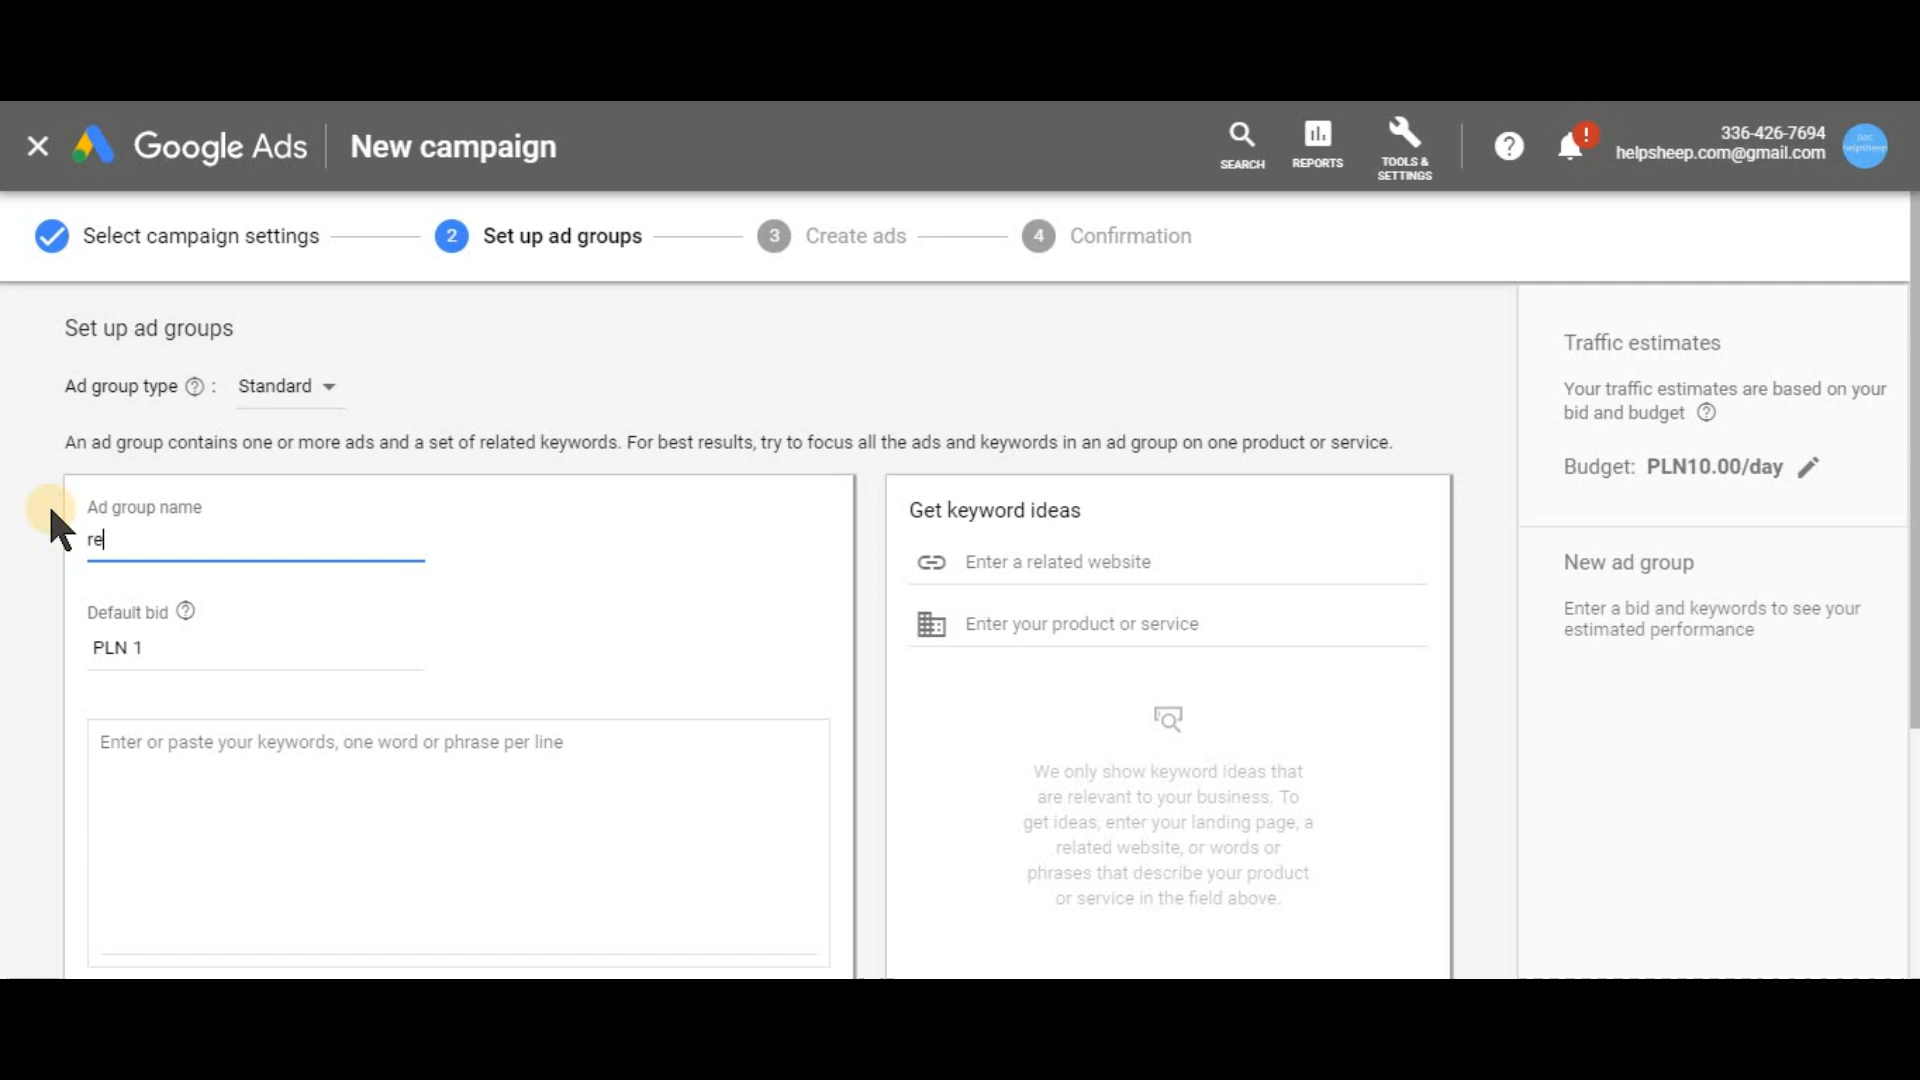 Google Ads
New campaign
SEARCH
REPORTS
TOOLS &
SETTINGS
!
336-426-7694
helpsheep.com@gmail.com
Select campaign settings
2 Set up ad groups
3 Create ads
4 Confirmation
Set up ad groups
Ad group type ? : Standard
An ad group contains one or more ads and a set of related keywords. For best results, try to focus all the ads and keywords in an ad group on one product or service.
Ad group name
re
Default bid ?
PLN 1
Enter or paste your keywords, one word or phrase per line
Get keyword ideas
Enter a related website
Enter your product or service
We only show keyword ideas that
are relevant to your business. To
get ideas, enter your landing page, a
related website, or words or
phrases that describe your product
or service in the field above.
Traffic estimates
Your traffic estimates are based on your
bid and budget ?
Budget: PLN10.00/day
New ad group
Enter a bid and keywords to see your
estimated performance